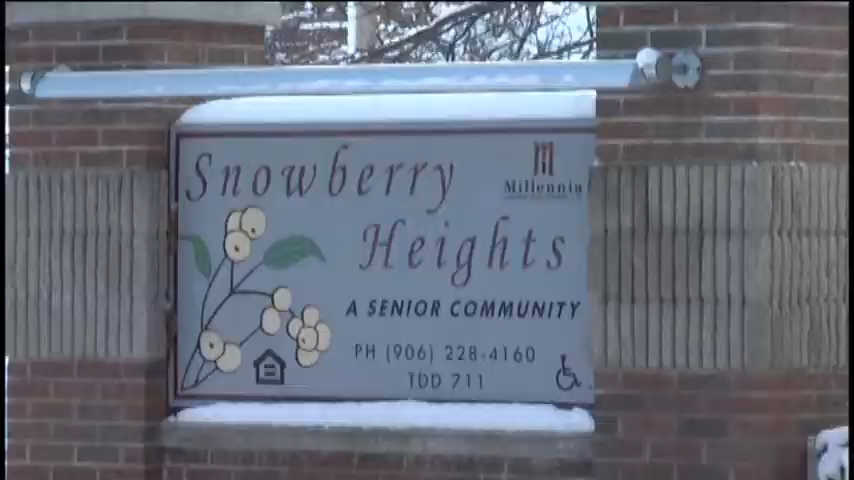 Snowberry
Millennia
Heights
A SENIOR COMMUNITY
PH (906) 228-4160
TDD 711